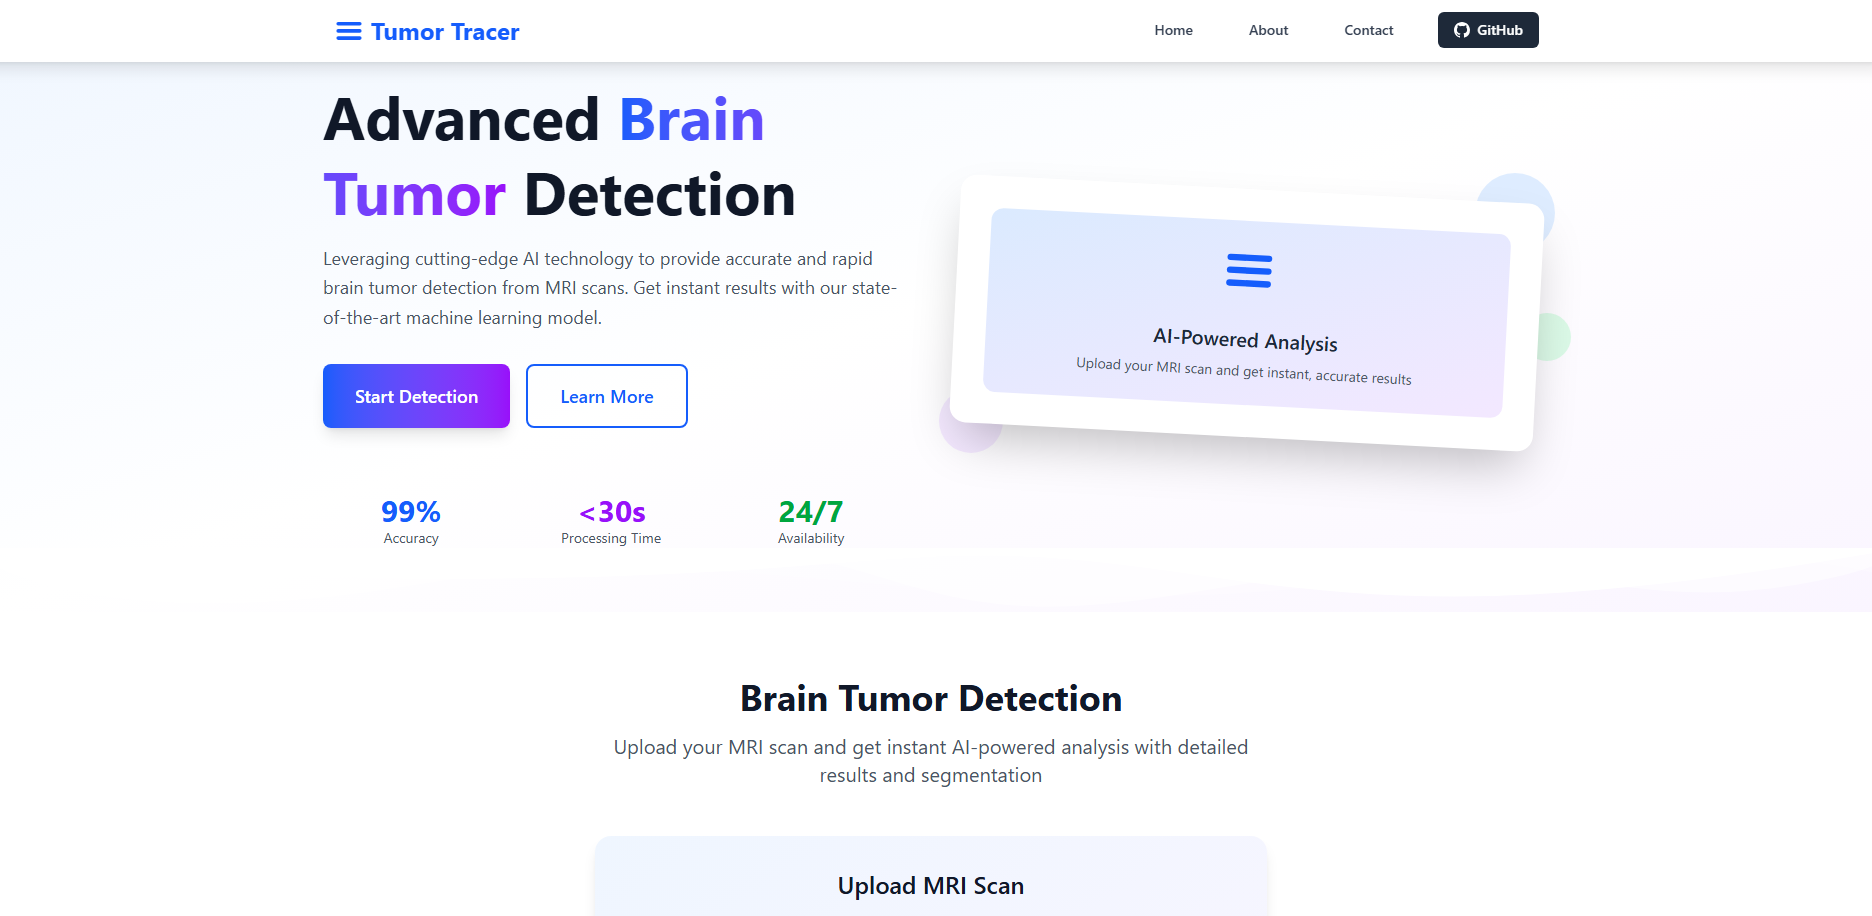 Tumor Tracer
Home
About
Contact
GitHub
Advanced Brain
Tumor Detection
Leveraging cutting-edge AI technology to provide accurate and rapid
brain tumor detection from MRI scans. Get instant results with our state-
of-the-art machine learning model.
Start Detection
Learn More
99%
Accuracy
<30s
Processing Time
24/7
Availability
AI-Powered Analysis
Upload your MRI scan and get instant, accurate results
Brain Tumor Detection
Upload your MRI scan and get instant AI-powered analysis with detailed
results and segmentation
Upload MRI Scan